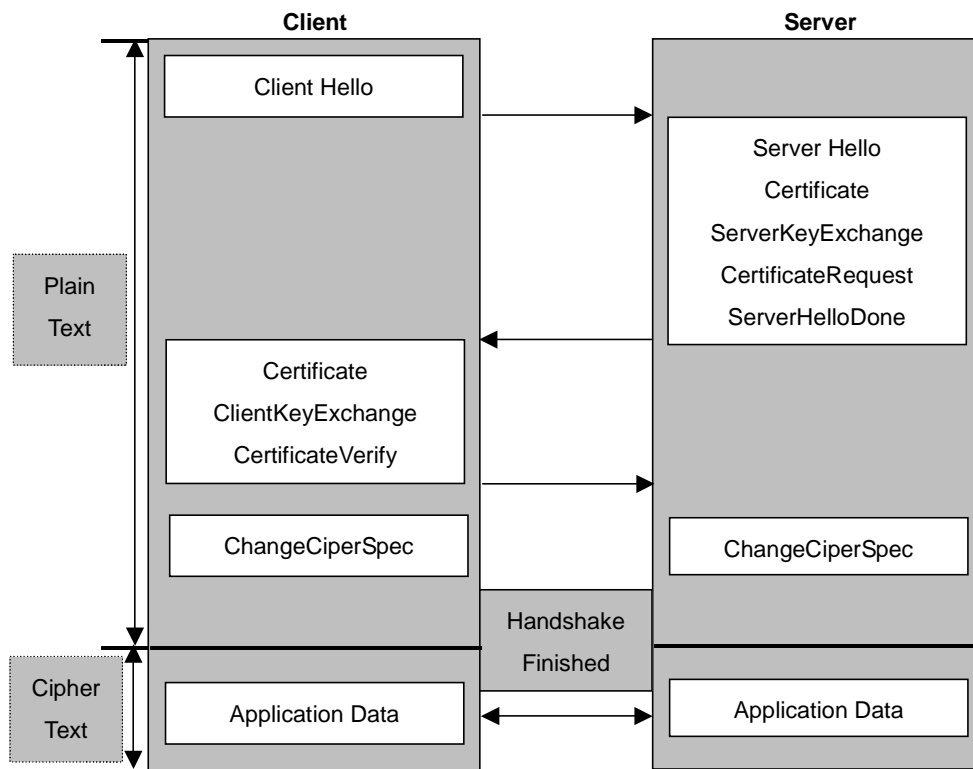 Client
Server
Client Hello
Server Hello
Certificate
ServerKeyExchange
CertificateRequest
ServerHelloDone
Plain
Text
Certificate
ClientKeyExchange
CertificateVerify
ChangeCiperSpec
ChangeCiperSpec
Handshake
Finished
Cipher
Text
Application Data
Application Data